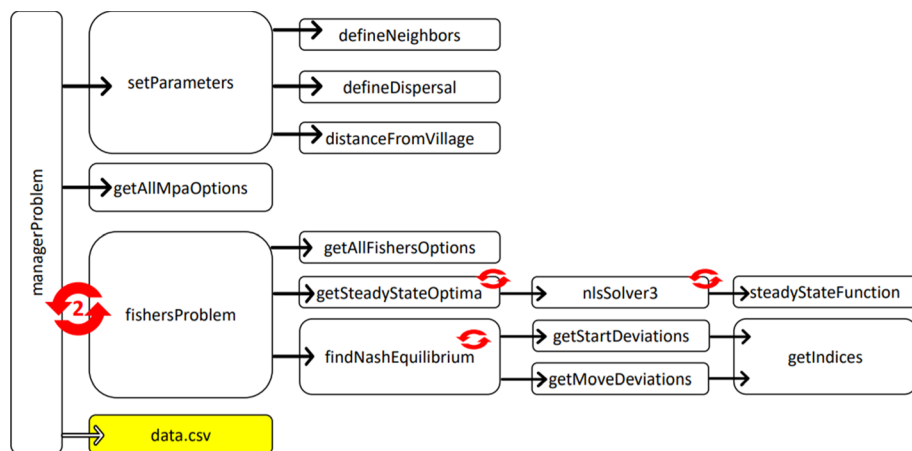 managerProblem
setParameters
defineNeighbors
defineDispersal
distanceFromVillage
getAllMpaOptions
2
fishersProblem
getAllFishersOptions
getSteadyStateOptima
nlsSolver3
steadyStateFunction
findNashEquilibrium
getStartDeviations
getMoveDeviations
getIndices
data.csv